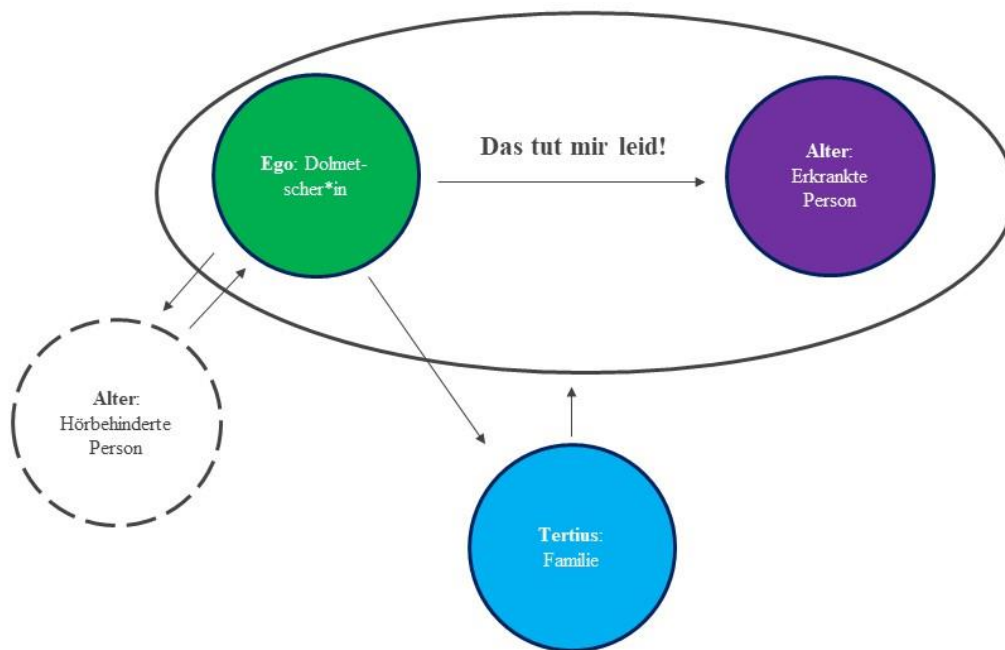 Ego: Dolmet-
scher*in
Das tut mir leid!
Alter:
Erkrankte
Person
Alter:
Hörbehinderte
Person
Tertius:
Familie